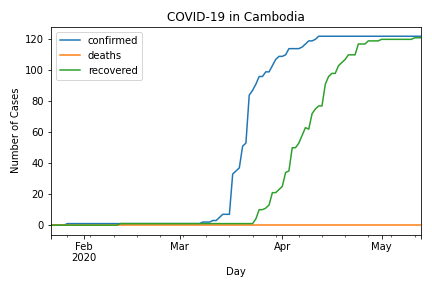 COVID-19 in Cambodia
confirmed
deaths
recovered
120
100
80
60
40
20
0
Number of Cases
Feb
2020
Mar
Apr
May
Day